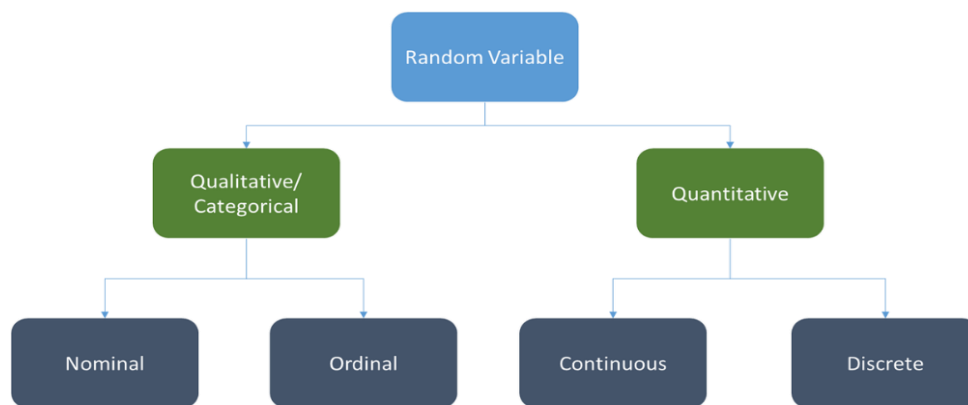 Random Variable
Qualitative/
Categorical
Quantitative
Nominal
Ordinal
Continuous
Discrete